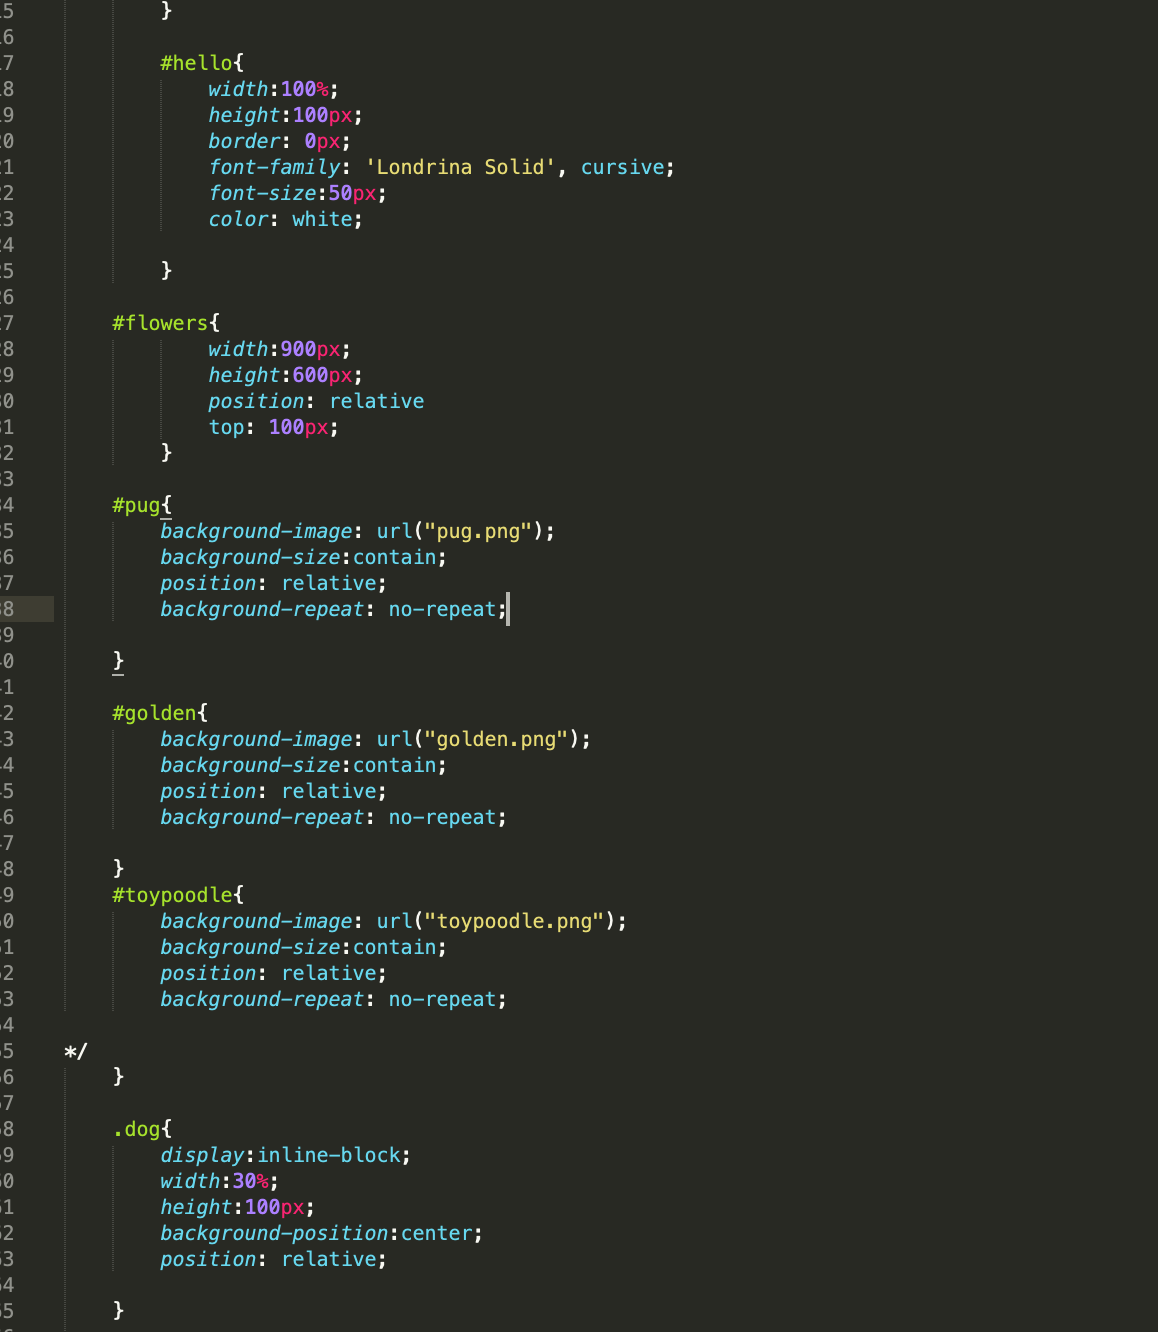 5 }
6
7 #hello{
8 width:100%;
9 height:100px;
0 border: 0px;
1 font-family: 'Londrina Solid', cursive;
2 font-size:50px;
3 color: white;
4
5 }
6
7 #flowers{
8 width:900px;
9 height:600px;
0 position: relative
1 top: 100px;
2 }
3
4 #pug{
5 background-image: url("pug.png");
6 background-size:contain;
7 position: relative;
8 background-repeat: no-repeat;
9
0 }
1
2 #golden{
3 background-image: url("golden.png");
4 background-size:contain;
5 position: relative;
6 background-repeat: no-repeat;
7
8 }
9 #toypoodle{
0 background-image: url("toypoodle.png");
1 background-size:contain;
2 position: relative;
3 background-repeat: no-repeat;
4
5 */
6 }
7
8 .dog{
9 display:inline-block;
0 width:30%;
1 height:100px;
2 background-position:center;
3 position: relative;
4
5 }